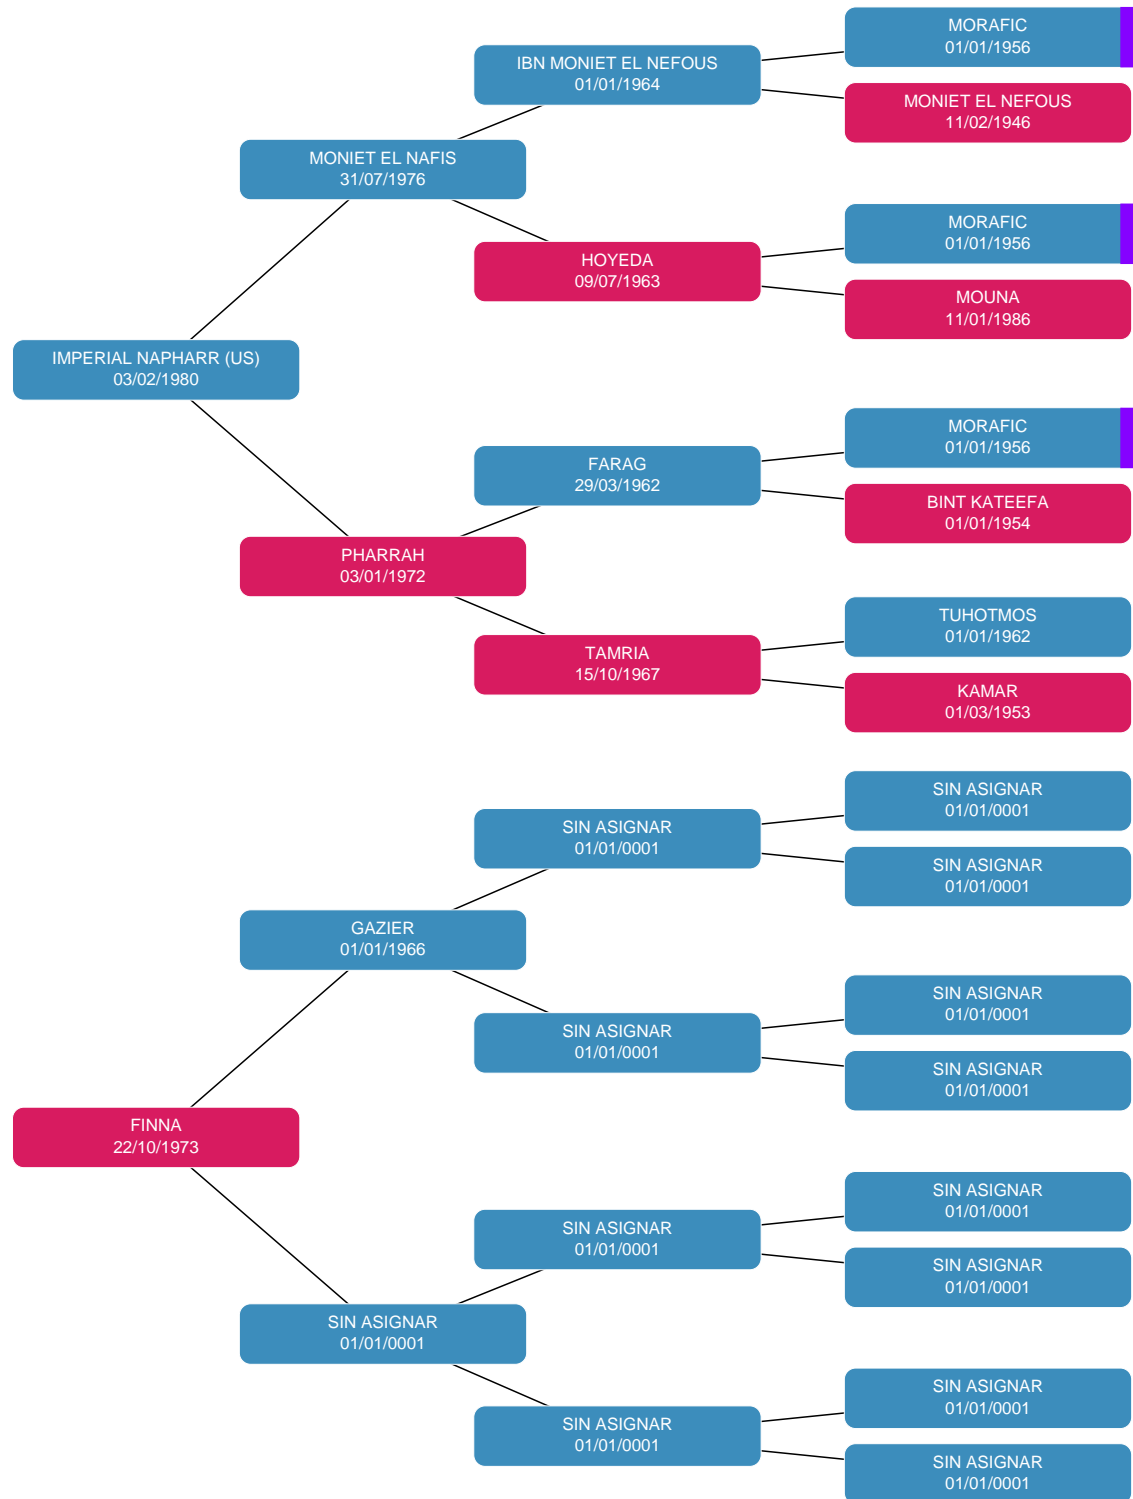 MORAFIC
01/01/1956
IBN MONIET EL NEFOUS
01/01/1964
MONIET EL NEFOUS
11/02/1946
MONIET EL NAFIS
31/07/1976
MORAFIC
01/01/1956
HOYEDA
09/07/1963
MOUNA
11/01/1986
IMPERIAL NAPHARR (US)
03/02/1980
MORAFIC
01/01/1956
FARAG
29/03/1962
BINT KATEEFA
01/01/1954
PHARRAH
03/01/1972
TUHOTMOS
01/01/1962
TAMRIA
15/10/1967
KAMAR
01/03/1953
SIN ASIGNAR
01/01/0001
SIN ASIGNAR
01/01/0001
SIN ASIGNAR
01/01/0001
GAZIER
01/01/1966
SIN ASIGNAR
01/01/0001
SIN ASIGNAR
01/01/0001
SIN ASIGNAR
01/01/0001
FINNA
22/10/1973
SIN ASIGNAR
01/01/0001
SIN ASIGNAR
01/01/0001
SIN ASIGNAR
01/01/0001
SIN ASIGNAR
01/01/0001
SIN ASIGNAR
01/01/0001
SIN ASIGNAR
01/01/0001
SIN ASIGNAR
01/01/0001